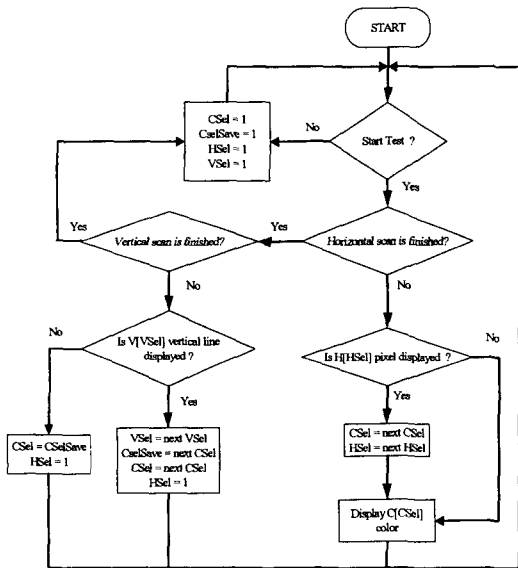 START
CSel = 1
CselSave = 1
HSel = 1
VSel = 1
No
Start Test ?
Yes
Yes
Vertical scan is finished?
Yes
Horizontal scan is finished?
No
No
No
Is V[VSel] vertical line
displayed ?
Is H[HSel] pixel displayed ?
No
Yes
Yes
CSel = CSelSave
HSel = 1
VSel = next VSel
CselSave = next CSel
CSel = next CSel
HSel = 1
CSel = next CSel
HSel = next HSel
Display C[CSel]
color